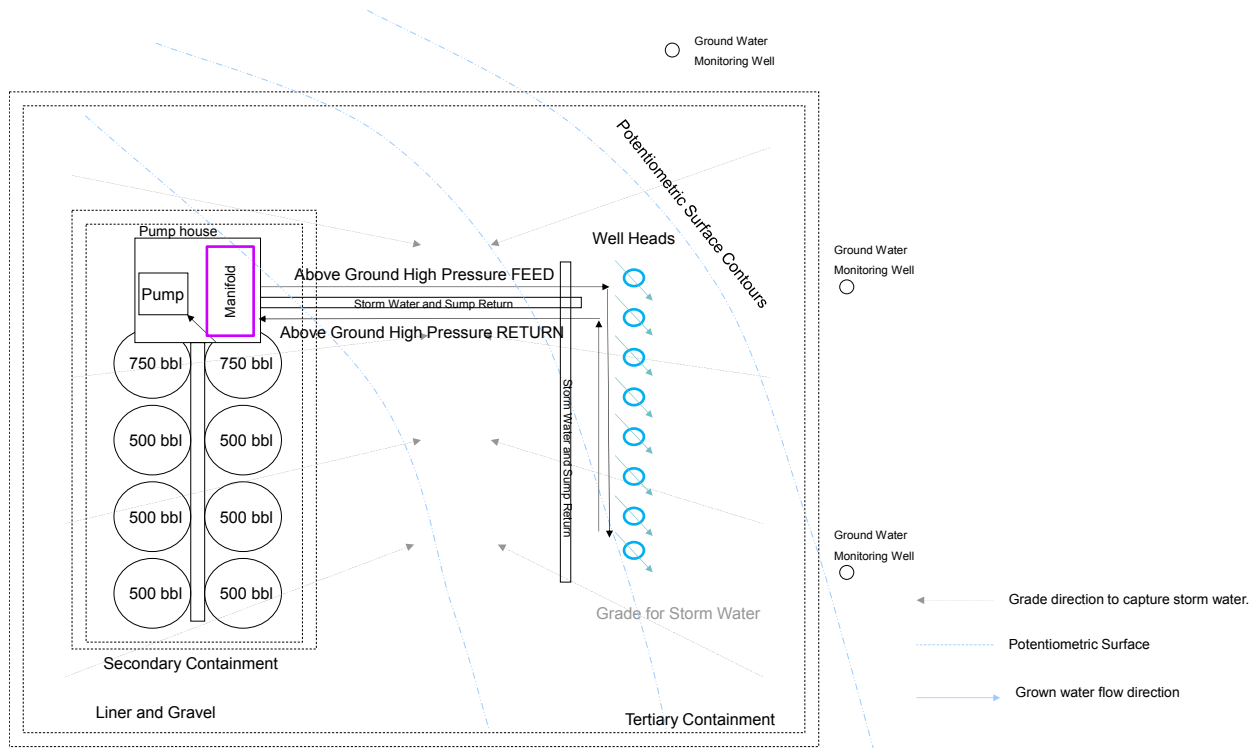 Ground Water
Monitoring Well
Potentiometric Surface Contours
Pump house
Well Heads
Ground Water
Monitoring Well
Above Ground High Pressure FEED
Manifold
Pump
Storm Water and Sump Return
Above Ground High Pressure RETURN
750 bbl
750 bbl
Storm Water and Sump Return
500 bbl
500 bbl
500 bbl
500 bbl
Ground Water
Monitoring Well
500 bbl
500 bbl
Grade for Storm Water
Grade direction to capture storm water.
Potentiometric Surface
Secondary Containment
Grown water flow direction
Liner and Gravel
Tertiary Containment